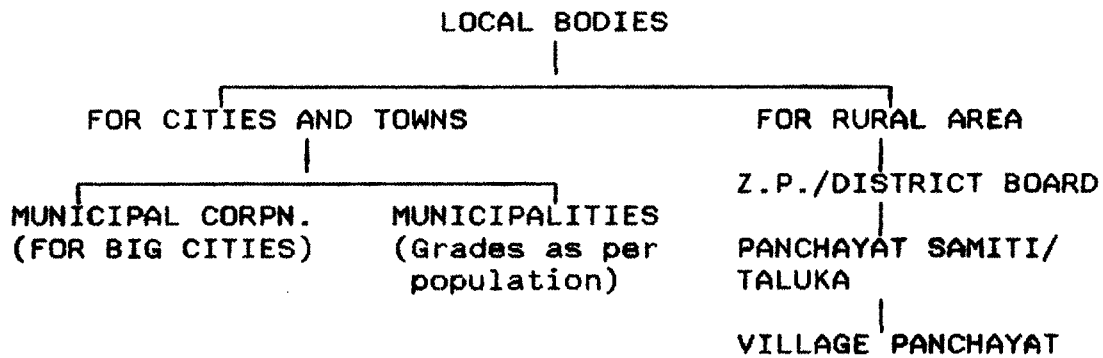 LOCAL BODIES
FOR CITIES AND TOWNS
FOR RURAL AREA
MUNICIPAL CORPN.
(FOR BIG CITIES)
MUNICIPALITIES
(Grades as per
population)
Z.P./DISTRICT BOARD
PANCHAYAT SAMITI/
TALUKA
VILLAGE PANCHAYAT